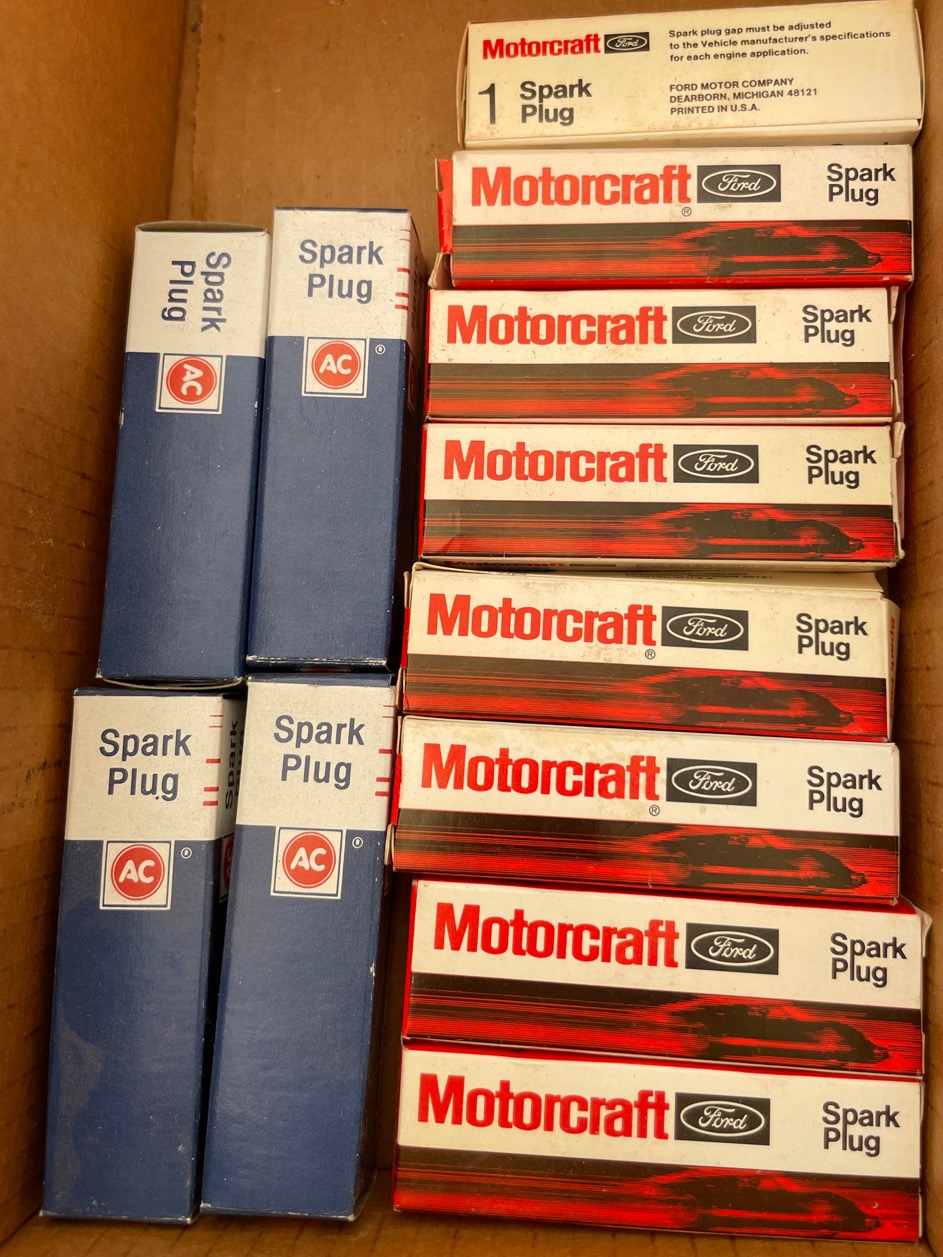 Motorcraft Ford
1 Spark
Plug
Spark plug gap must be adjusted
to the Vehicle manufacturer's specifications
for each engine application.
FORD MOTOR COMPANY
DEARBORN, MICHIGAN 48121
PRINTED IN U.S.A.
Motorcraft ® Ford
Spark
Plug
Motorcraft Ford
Spark
Plug
Motorcraft Ford
Spark
Plug
Motorcraft ® Ford
Spark
Plug
Motorcraft ® Ford
Spark
Plug
Motorcraft Ford
Spark
Plug
Motorcraft Ford
Spark
Plug
Spark
Plug
AC
Spark
Plug
AC ®
Spark
Plug
AC ®
Spark
Spark
Plug
AC ®